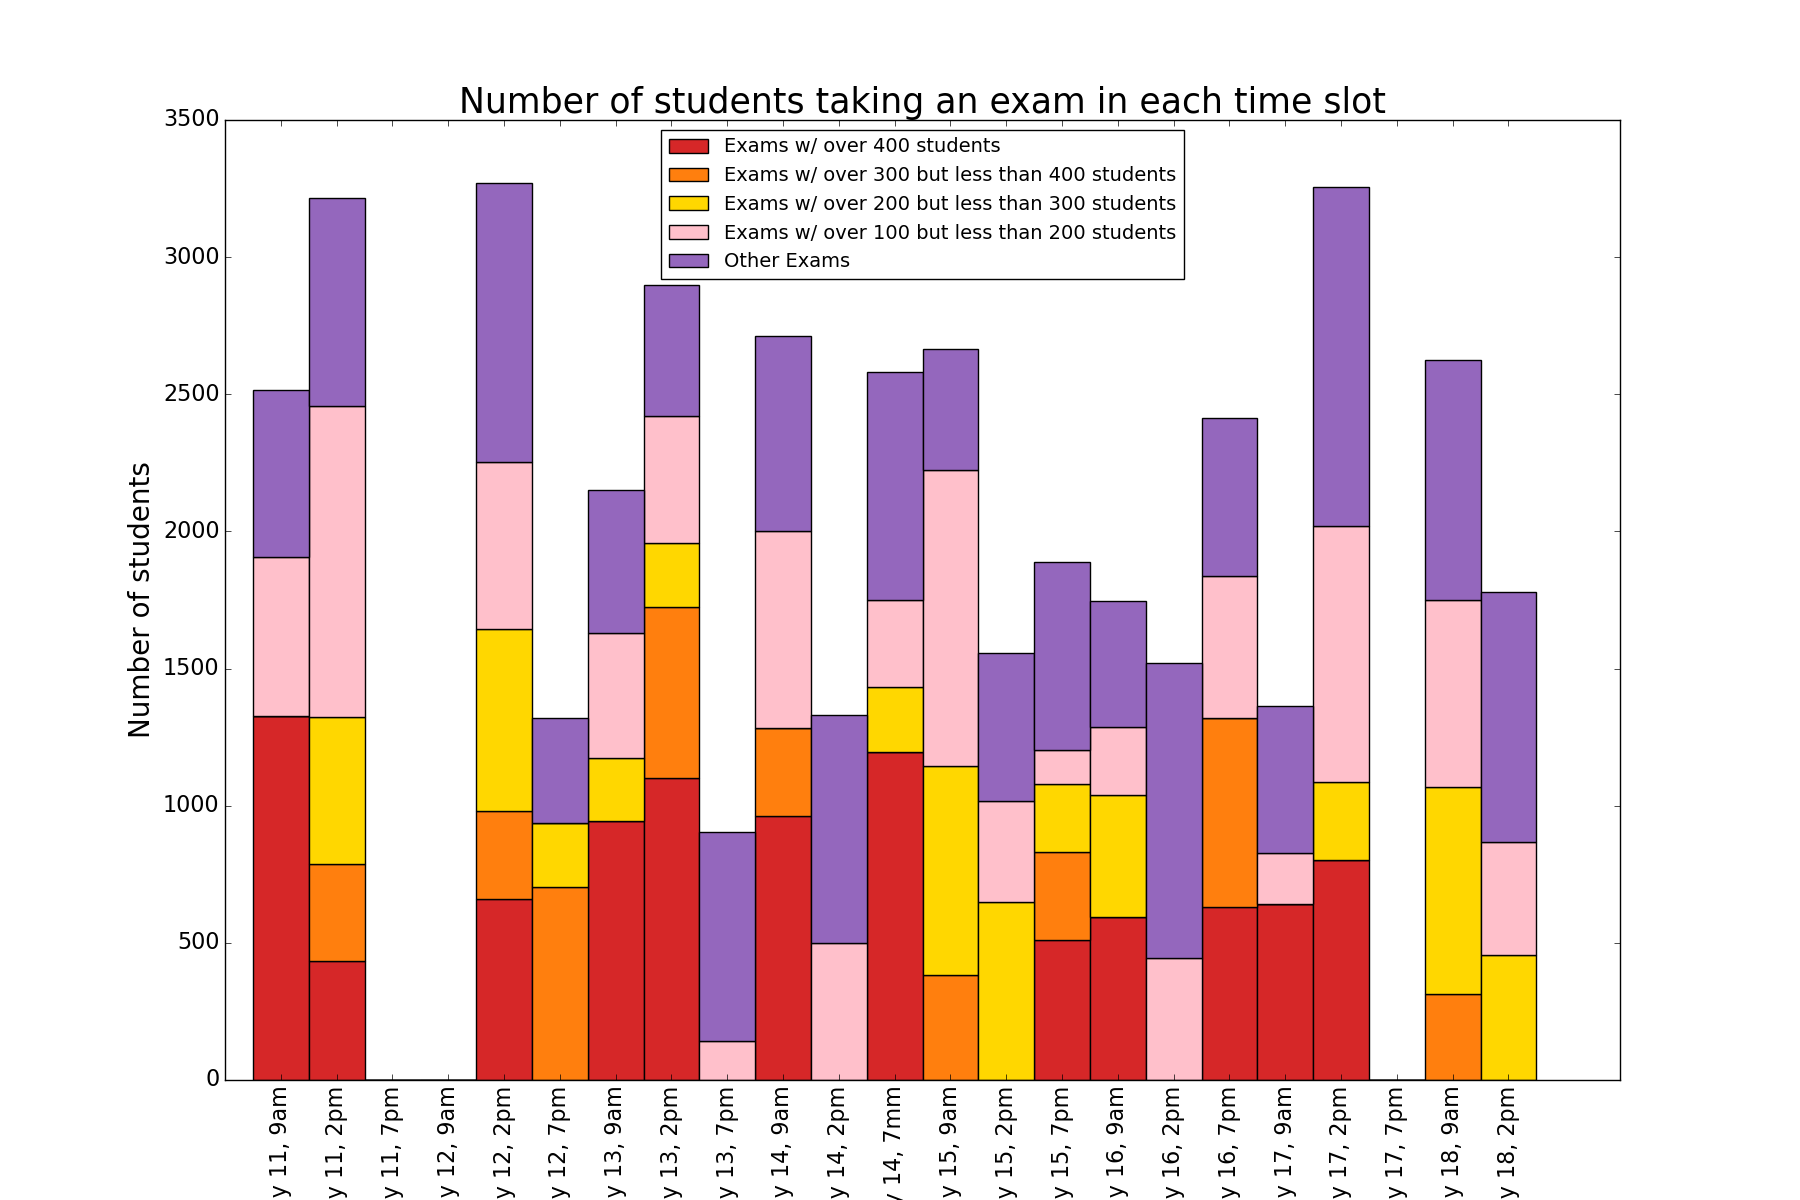 Number of students taking an exam in each time slot
Exams w/ over 400 students
Exams w/ over 300 but less than 400 students
Exams w/ over 200 but less than 300 students
Exams w/ over 100 but less than 200 students
Other Exams
Number of students
3500
3000
2500
2000
1500
1000
500
0
y 11, 9am
y 11, 2pm
y 11, 7pm
y 12, 9am
y 12, 2pm
y 12, 7pm
y 13, 9am
y 13, 2pm
y 13, 7pm
y 14, 9am
y 14, 2pm
y 14, 7mm
y 15, 9am
y 15, 2pm
y 15, 7pm
y 16, 9am
y 16, 2pm
y 16, 7pm
y 17, 9am
y 17, 2pm
y 17, 7pm
y 18, 9am
y 18, 2pm